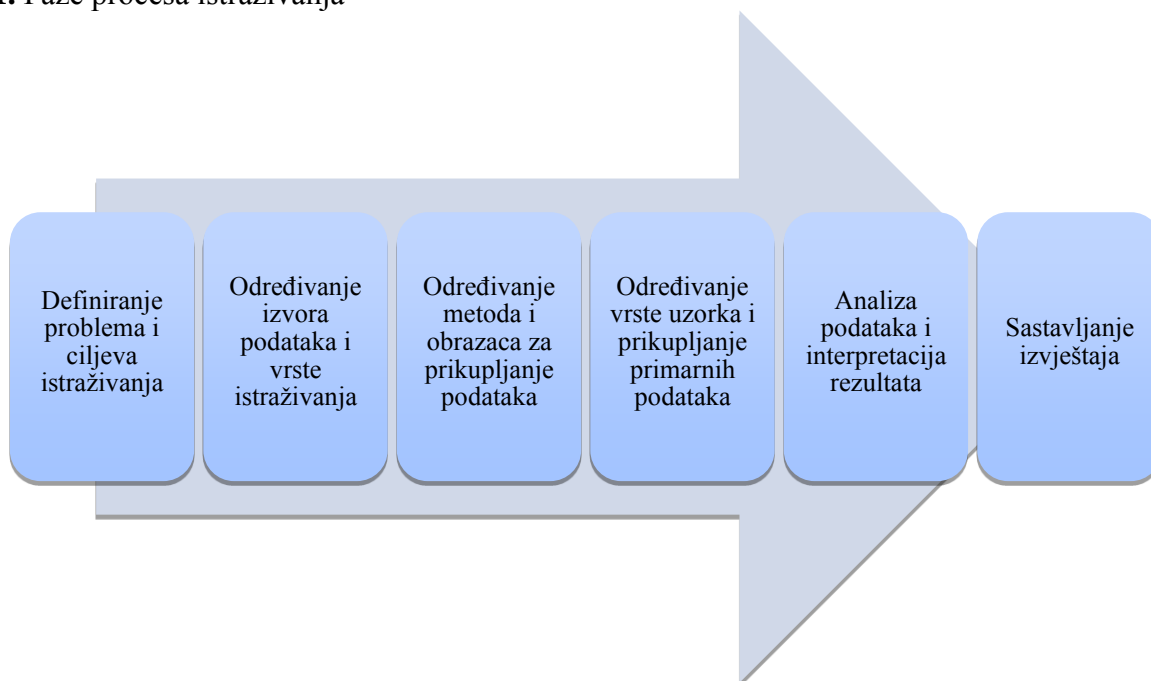 1. Faze procesa istraživanja
Definiranje
problema i
ciljeva
istraživanja
Određivanje
izvora
podataka i
vrste
istraživanja
Određivanje
metoda i
obrazaca za
prikupljanje
podataka
Određivanje
vrste uzorka i
prikupljanje
primarnih
podataka
Analiza
podataka i
interpretacija
rezultata
Sastavljanje
izvještaja